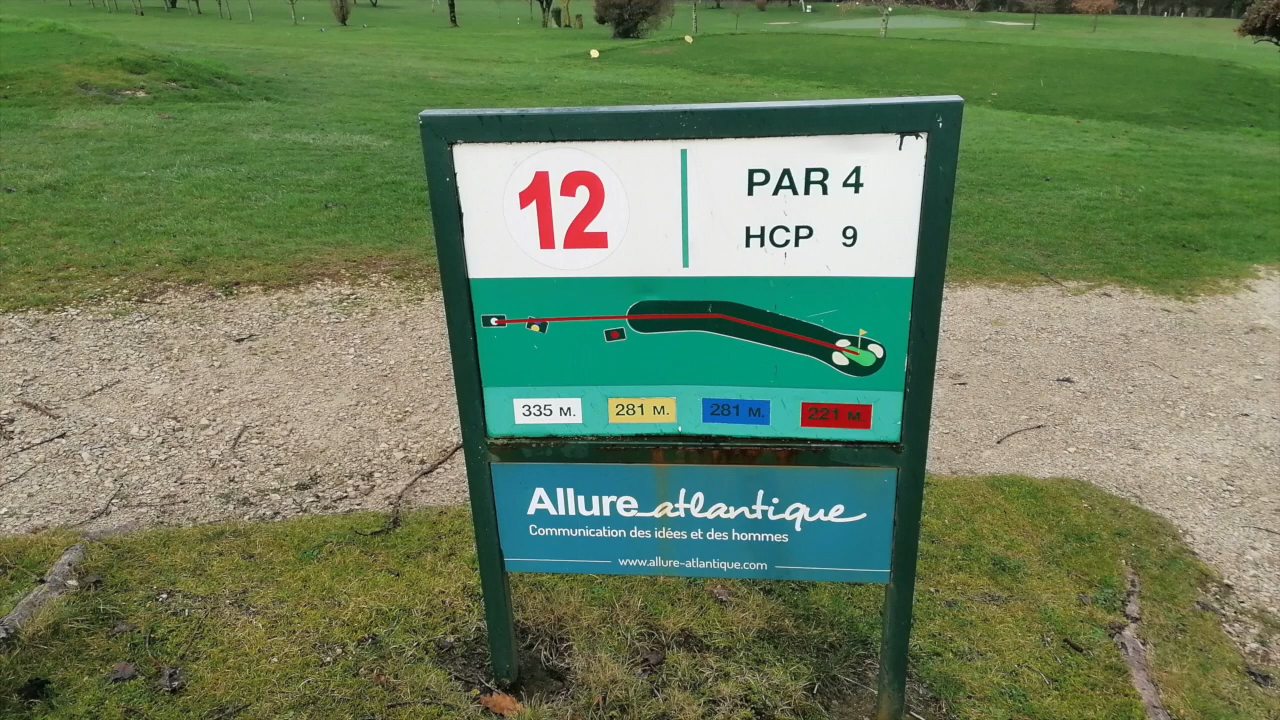 12
PAR 4
HCP 9
335 M.
281 M.
281 M.
221 M.
Allure atlantique
Communication des idées et des hommes
www.allure-atlantique.com